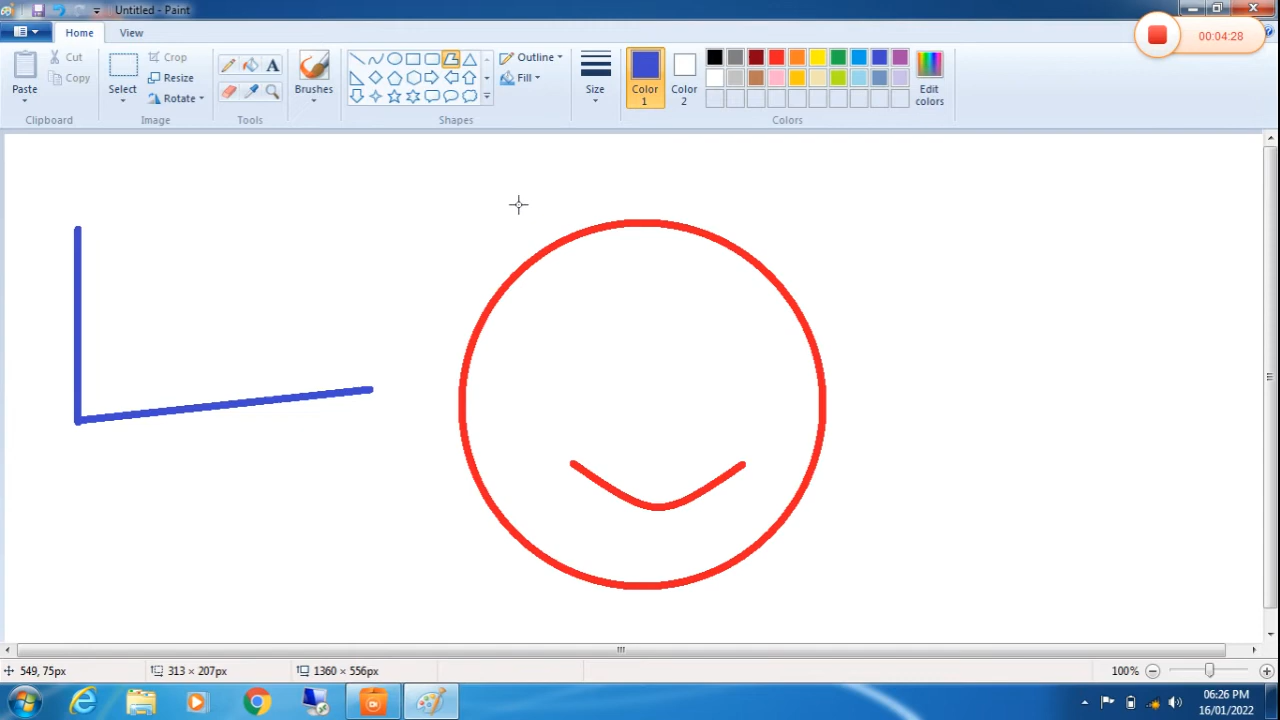 Untitled - Paint
Home View
00:04:28
Paste
Cut
Copy
Select
Crop
Resize
Rotate
A
Brushes
Outline
Fill
Size
Color 1
Color 2
Edit colors
Clipboard Image Tools Shapes Colors
549, 75px 313 × 207px 1360 × 556px 100%
06:26 PM
16/01/2022